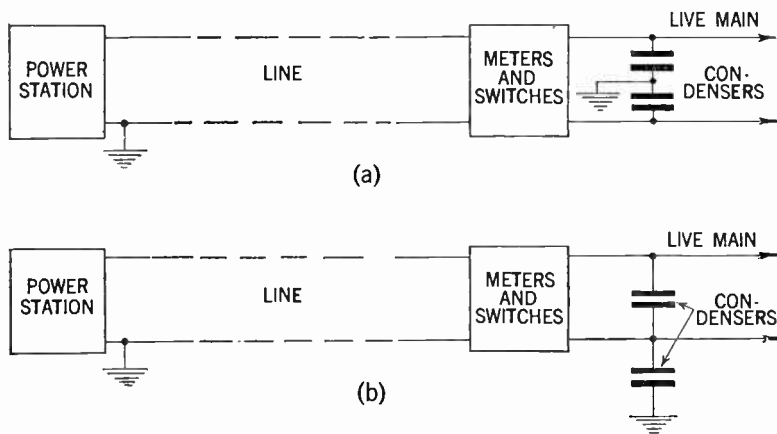 LIVE MAIN
POWER
STATION
LINE
METERS
AND
SWITCHES
CON-
DENSERS
(a)
LIVE MAIN
POWER
STATION
LINE
METERS
AND
SWITCHES
CON-
DENSERS
(b)